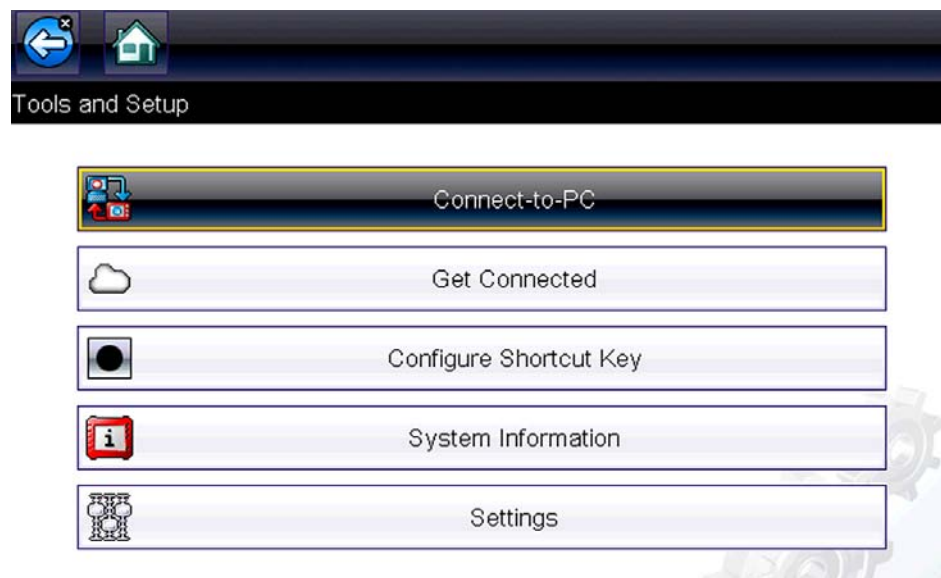 Tools and Setup
Connect-to-PC
Get Connected
Configure Shortcut Key
i
System Information
Settings